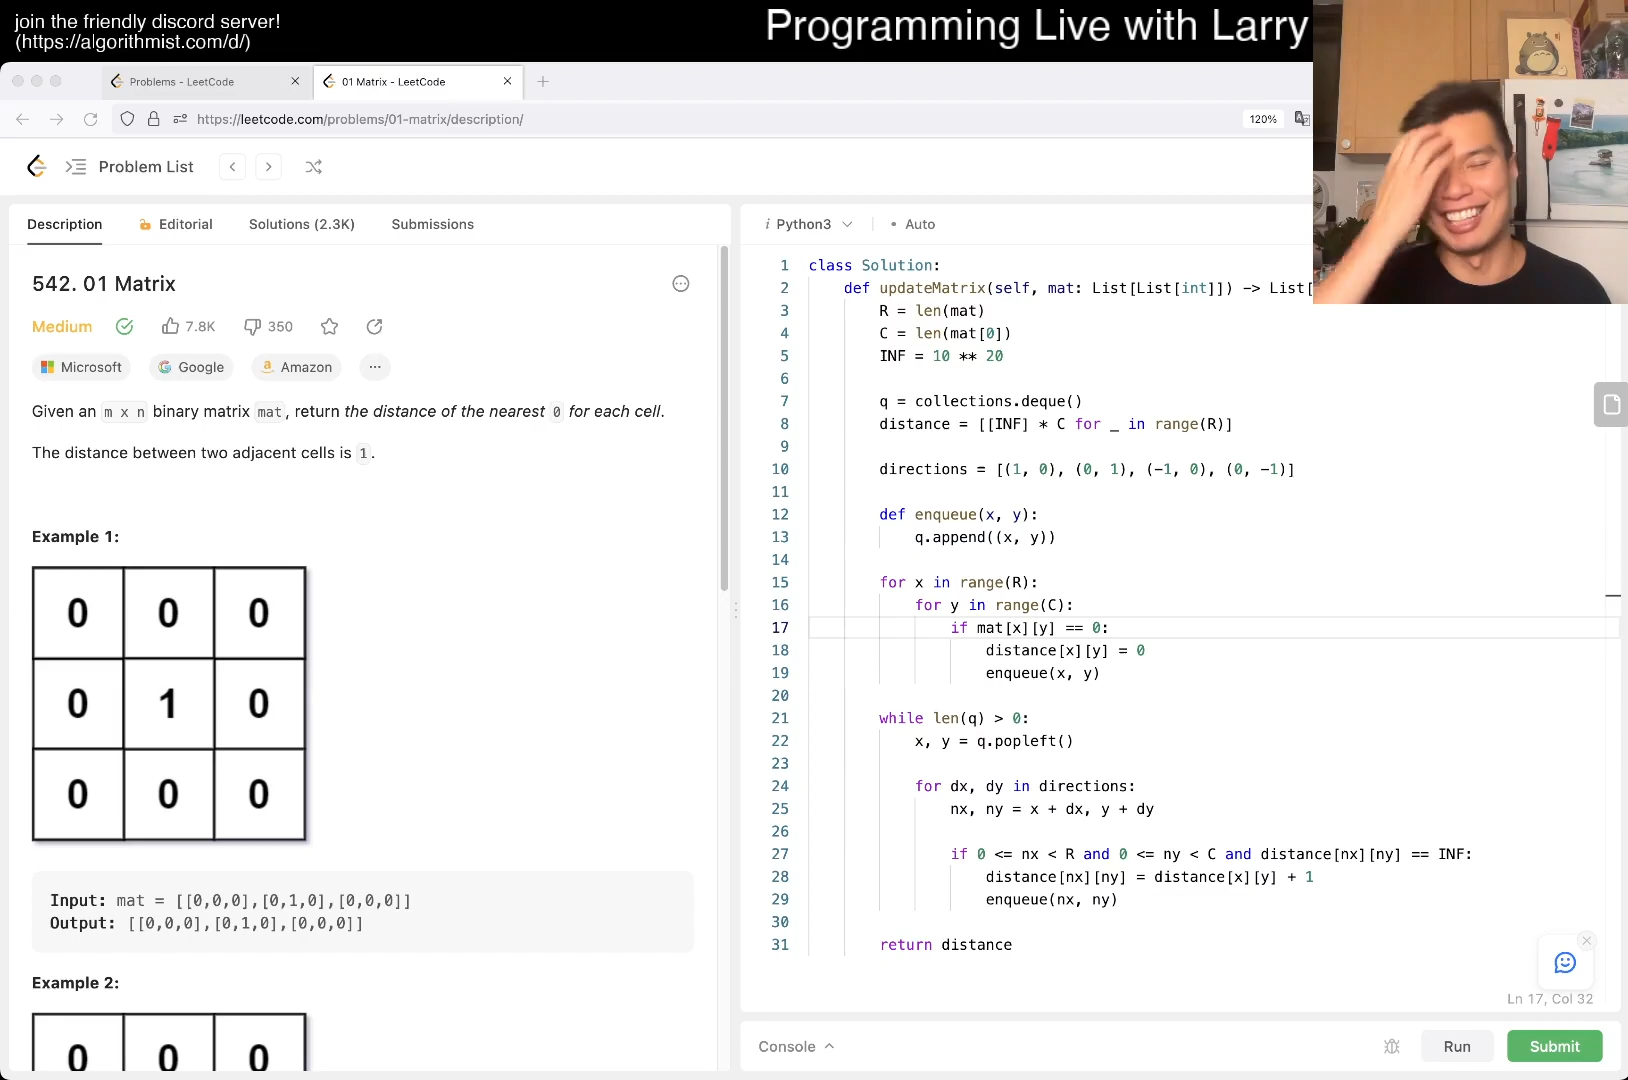 join the friendly discord server!
(https://algorithmist.com/d/)
Programming Live with Larry
Problems - LeetCode
01 Matrix - LeetCode
https://leetcode.com/problems/01-matrix/description/
120%
Problem List
Description
Editorial
Solutions (2.3K)
Submissions
542. 01 Matrix
Medium
7.8K
350
Microsoft
Google
Amazon
Given an m x n binary matrix mat, return the distance of the nearest 0 for each cell.
The distance between two adjacent cells is 1.
Example 1:
0 0 0
0 1 0
0 0 0
Input: mat = [[0,0,0],[0,1,0],[0,0,0]]
Output: [[0,0,0],[0,1,0],[0,0,0]]
Example 2:
0 0 0
i Python3
• Auto
1 class Solution:
2     def updateMatrix(self, mat: List[List[int]]) -> List[
3         R = len(mat)
4         C = len(mat[0])
5         INF = 10 ** 20
6
7         q = collections.deque()
8         distance = [[INF] * C for _ in range(R)]
9
10         directions = [(1, 0), (0, 1), (-1, 0), (0, -1)]
11
12         def enqueue(x, y):
13             q.append((x, y))
14
15         for x in range(R):
16             for y in range(C):
17                 if mat[x][y] == 0:
18                     distance[x][y] = 0
19                     enqueue(x, y)
20
21         while len(q) > 0:
22             x, y = q.popleft()
23
24             for dx, dy in directions:
25                 nx, ny = x + dx, y + dy
26
27                 if 0 <= nx < R and 0 <= ny < C and distance[nx][ny] == INF:
28                     distance[nx][ny] = distance[x][y] + 1
29                     enqueue(nx, ny)
30
31         return distance
Ln 17, Col 32
Console
Run
Submit